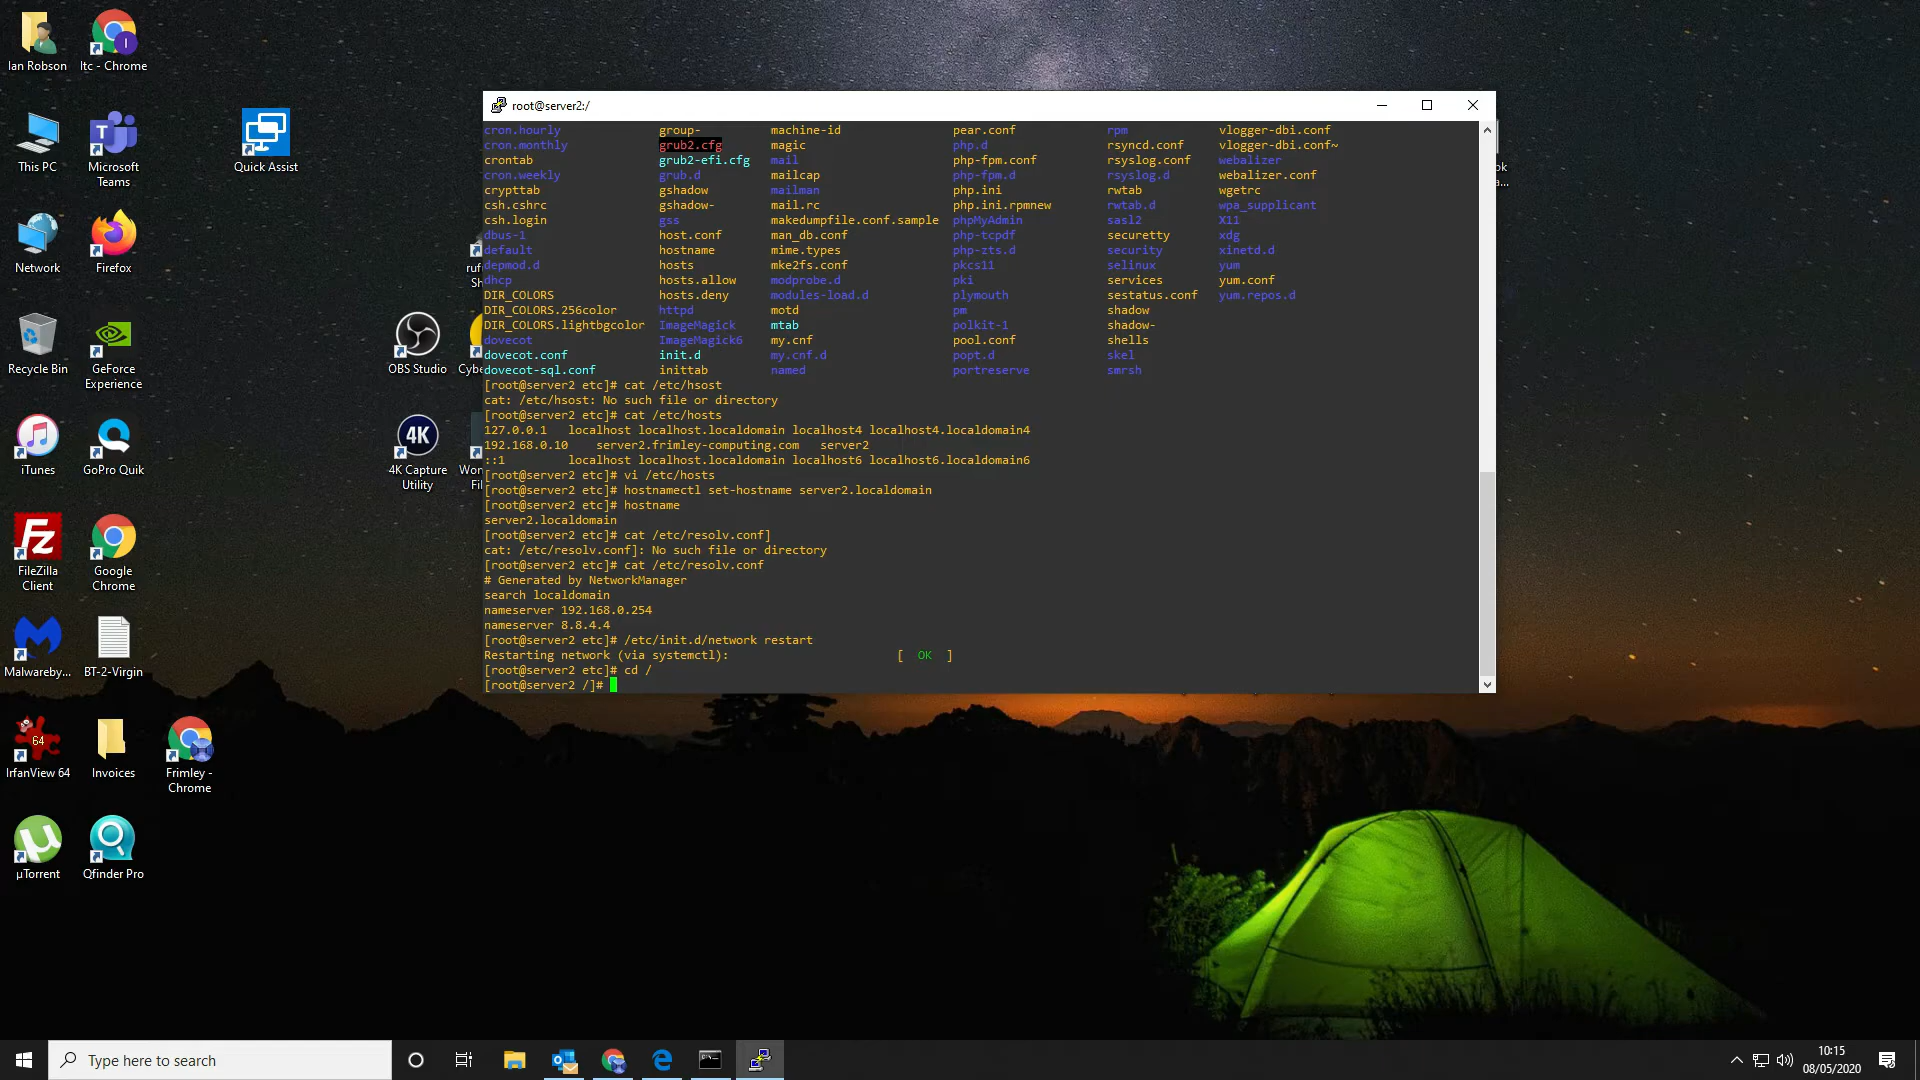 Ian Robson
Itc - Chrome
This PC
Microsoft
Teams
Quick Assist
Network
Firefox
Recycle Bin
GeForce
Experience
OBS Studio
iTunes
GoPro Quik
4K
4K Capture
Utility
FileZilla
Client
Google
Chrome
Malwareby...
BT-2-Virgin
64
IrfanView 64
Invoices
Frimley -
Chrome
µTorrent
Qfinder Pro
root@server2:/
cron.hourly group- machine-id pear.conf rpm vlogger-dbi.conf
cron.monthly grub2.cfg magic php.d rsyncd.conf vlogger-dbi.conf~
crontab grub2-efi.cfg mail php-fpm.conf rsyslog.conf webalizer
cron.weekly grub.d mailcap php-fpm.d rsyslog.d webalizer.conf
crypttab gshadow mailman php.ini rwtab wgetrc
csh.cshrc gshadow- mail.rc php.ini.rpmnew rwtab.d wpa_supplicant
csh.login gss makedumpfile.conf.sample phpMyAdmin sasl2 X11
dbus-1 host.conf man_db.conf php-tcpdf securetty xdg
default hostname mime.types php-zts.d security xinetd.d
depmod.d hosts mke2fs.conf pkcs11 selinux yum
dhcp hosts.allow modprobe.d pki services yum.conf
DIR_COLORS hosts.deny modules-load.d plymouth sestatus.conf yum.repos.d
DIR_COLORS.256color httpd motd pm shadow
DIR_COLORS.lightbgcolor ImageMagick mtab polkit-1 shadow-
dovecot ImageMagick6 my.cnf pool.conf shells
dovecot.conf init.d my.cnf.d popt.d skel
dovecot-sql.conf inittab named portreserve smrsh
[root@server2 etc]# cat /etc/hsost
cat: /etc/hsost: No such file or directory
[root@server2 etc]# cat /etc/hosts
127.0.0.1 localhost localhost.localdomain localhost4 localhost4.localdomain4
192.168.0.10 server2.frimley-computing.com server2
::1 localhost localhost.localdomain localhost6 localhost6.localdomain6
[root@server2 etc]# vi /etc/hosts
[root@server2 etc]# hostnamectl set-hostname server2.localdomain
[root@server2 etc]# hostname
server2.localdomain
[root@server2 etc]# cat /etc/resolv.conf]
cat: /etc/resolv.conf]: No such file or directory
[root@server2 etc]# cat /etc/resolv.conf
# Generated by NetworkManager
search localdomain
nameserver 192.168.0.254
nameserver 8.8.4.4
[root@server2 etc]# /etc/init.d/network restart
Restarting network (via systemctl): [ OK ]
[root@server2 etc]# cd /
[root@server2 /]#
Type here to search
10:15
08/05/2020